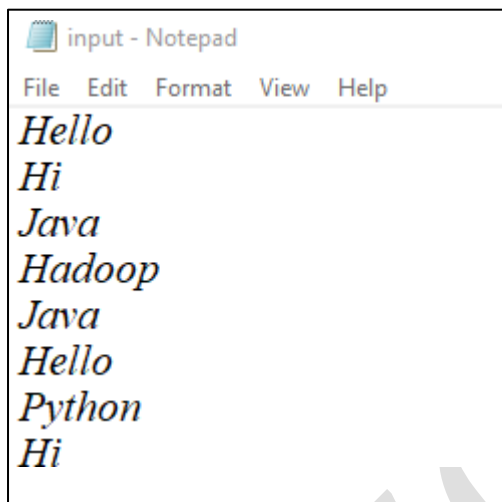 input - Notepad
File Edit Format View Help
Hello
Hi
Java
Hadoop
Java
Hello
Python
Hi